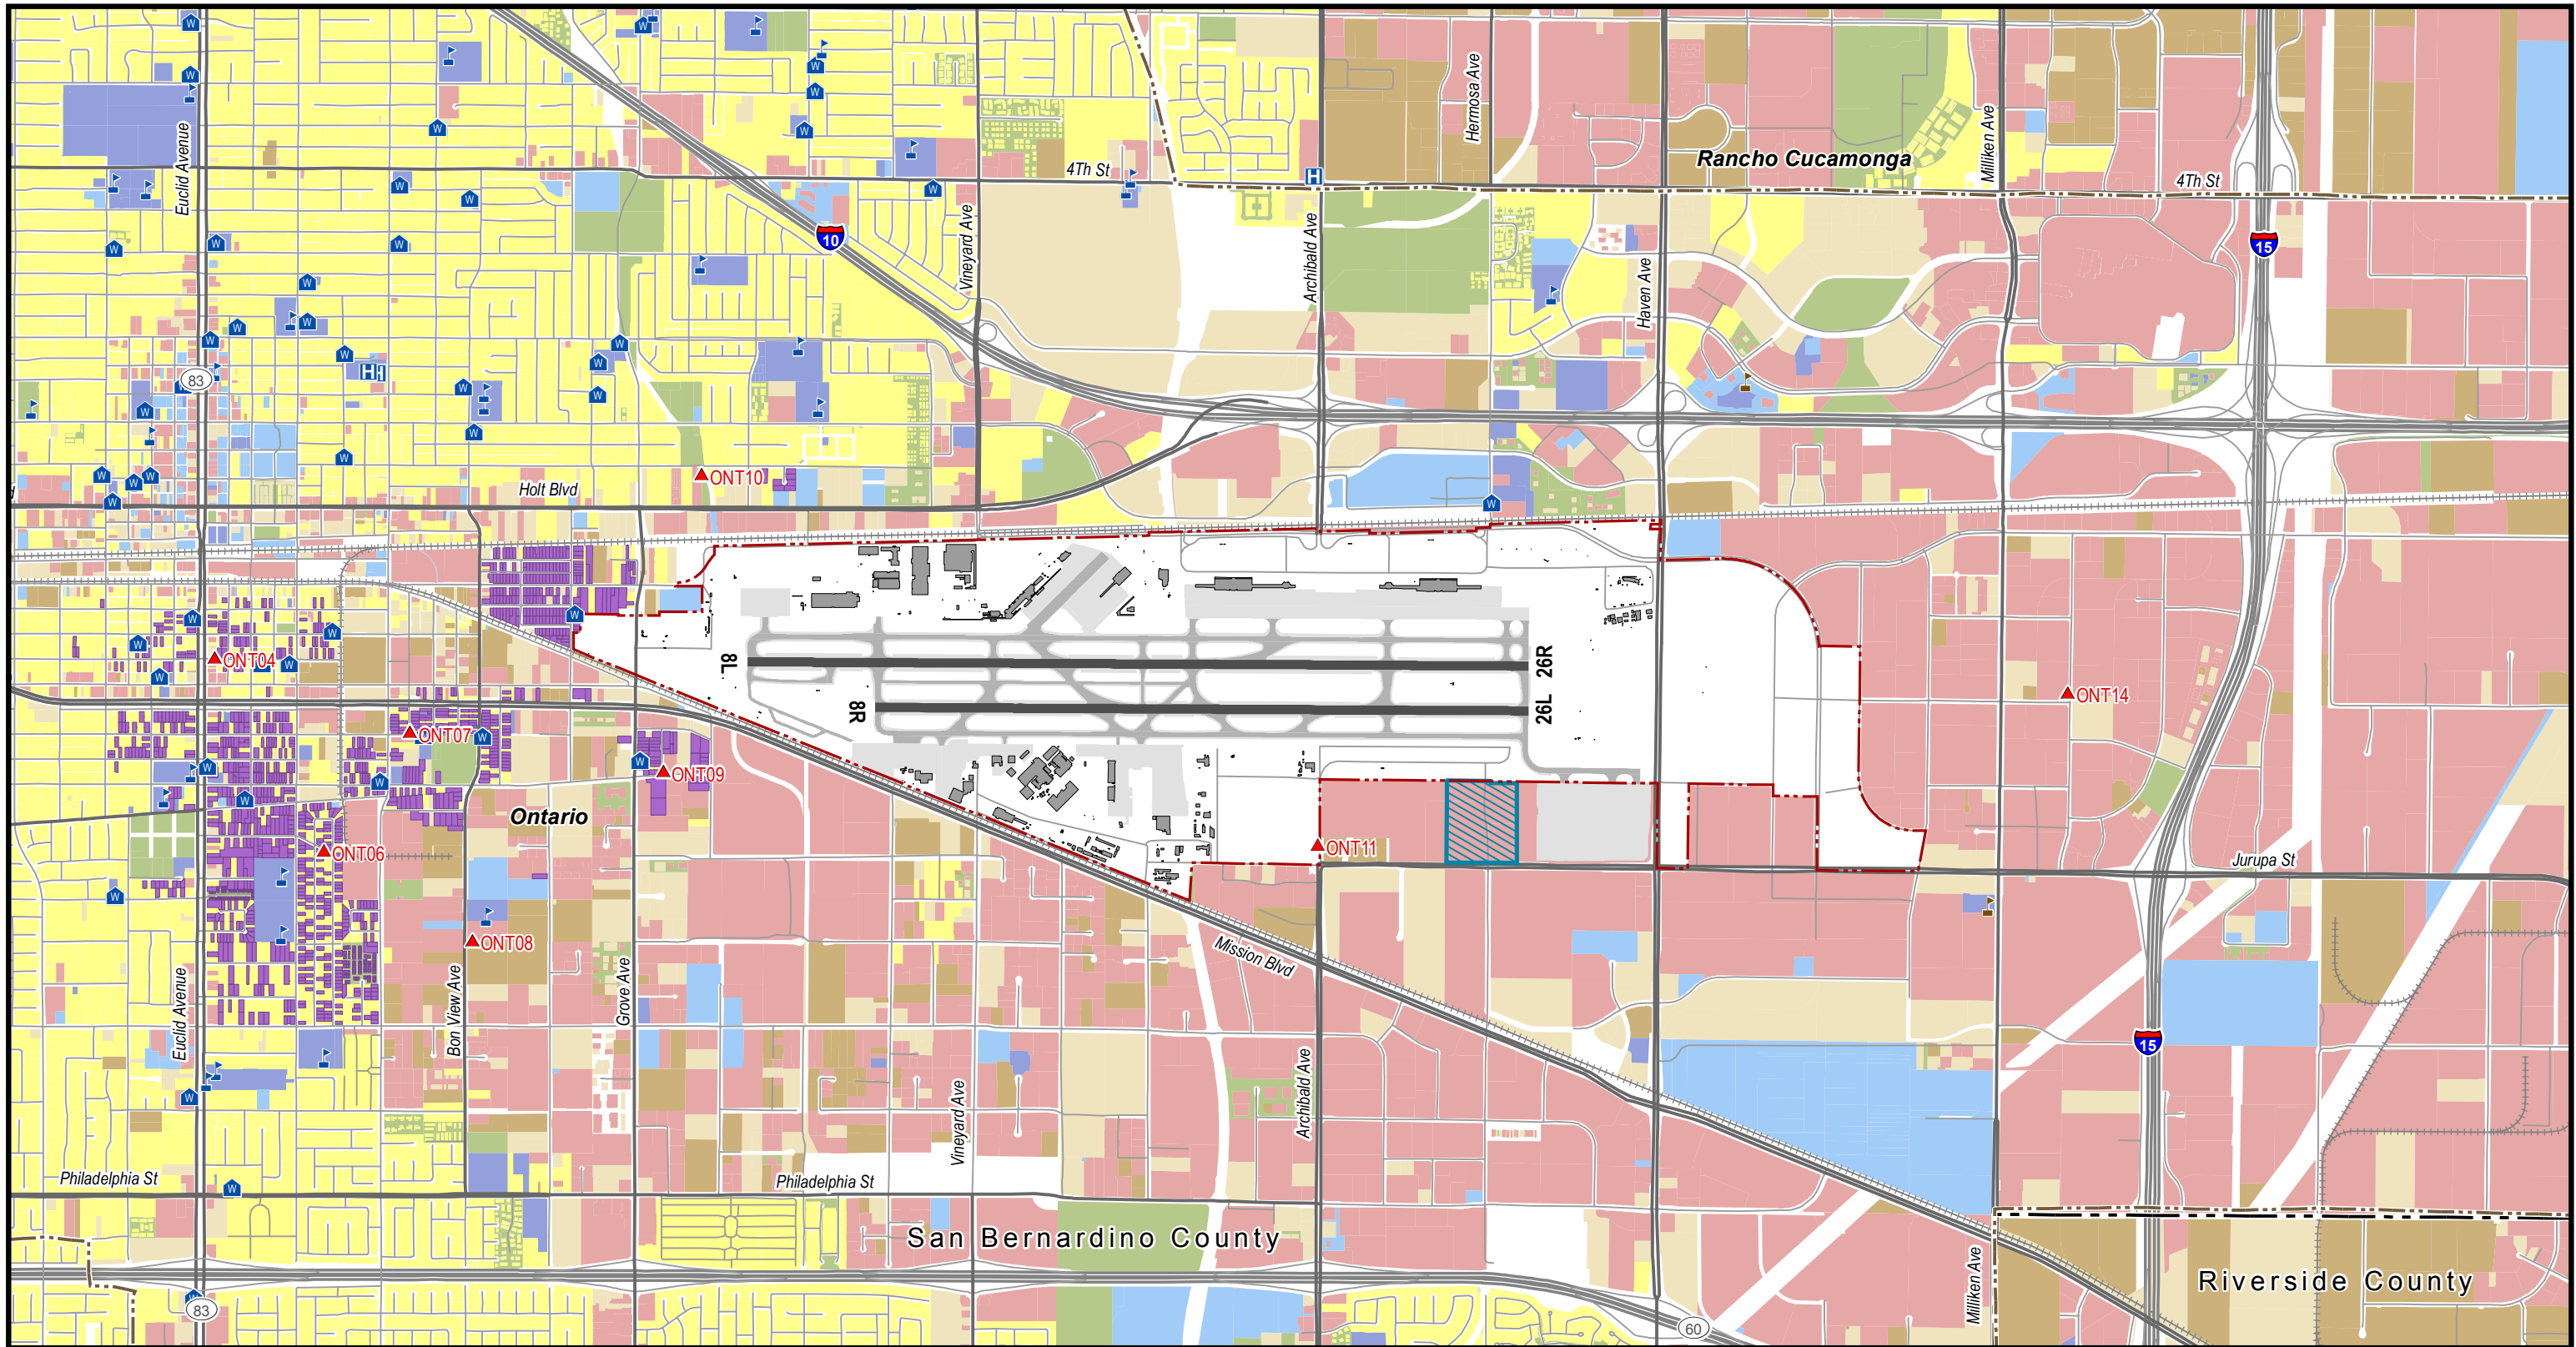 Hermosa Ave
Euclid Avenue
Milliken Ave
Rancho Cucamonga
4Th St
4Th St
H
Vineyard Ave
Archibald Ave
10
15
Haven Ave
83
H
ONT10
Holt Blvd
ONT04
8L
26R
ONT14
8R
26L
ONT07
ONT09
Ontario
ONT06
ONT11
Jurupa St
ONT08
Mission Blvd
Euclid Avenue
Bon View Ave
Grove Ave
15
Vineyard Ave
Archibald Ave
Philadelphia St
Philadelphia St
San Bernardino County
Milliken Ave
Riverside County
83
60